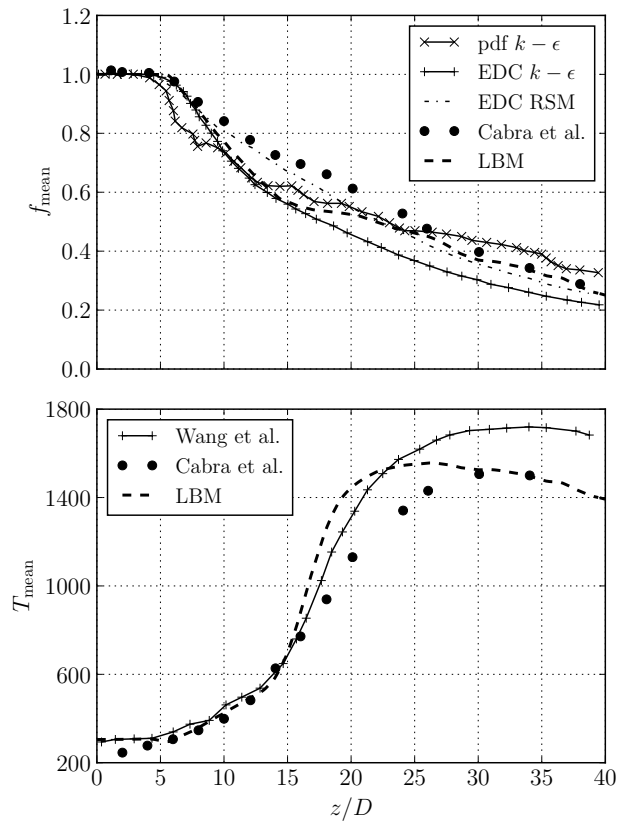 1.2
1.0
0.8
0.6
0.4
0.2
0.0
f_mean
pdf k − ϵ
EDC k − ϵ
EDC RSM
Cabra et al.
LBM
1800
1400
1000
600
200
T_mean
Wang et al.
Cabra et al.
LBM
0 5 10 15 20 25 30 35 40
z/D